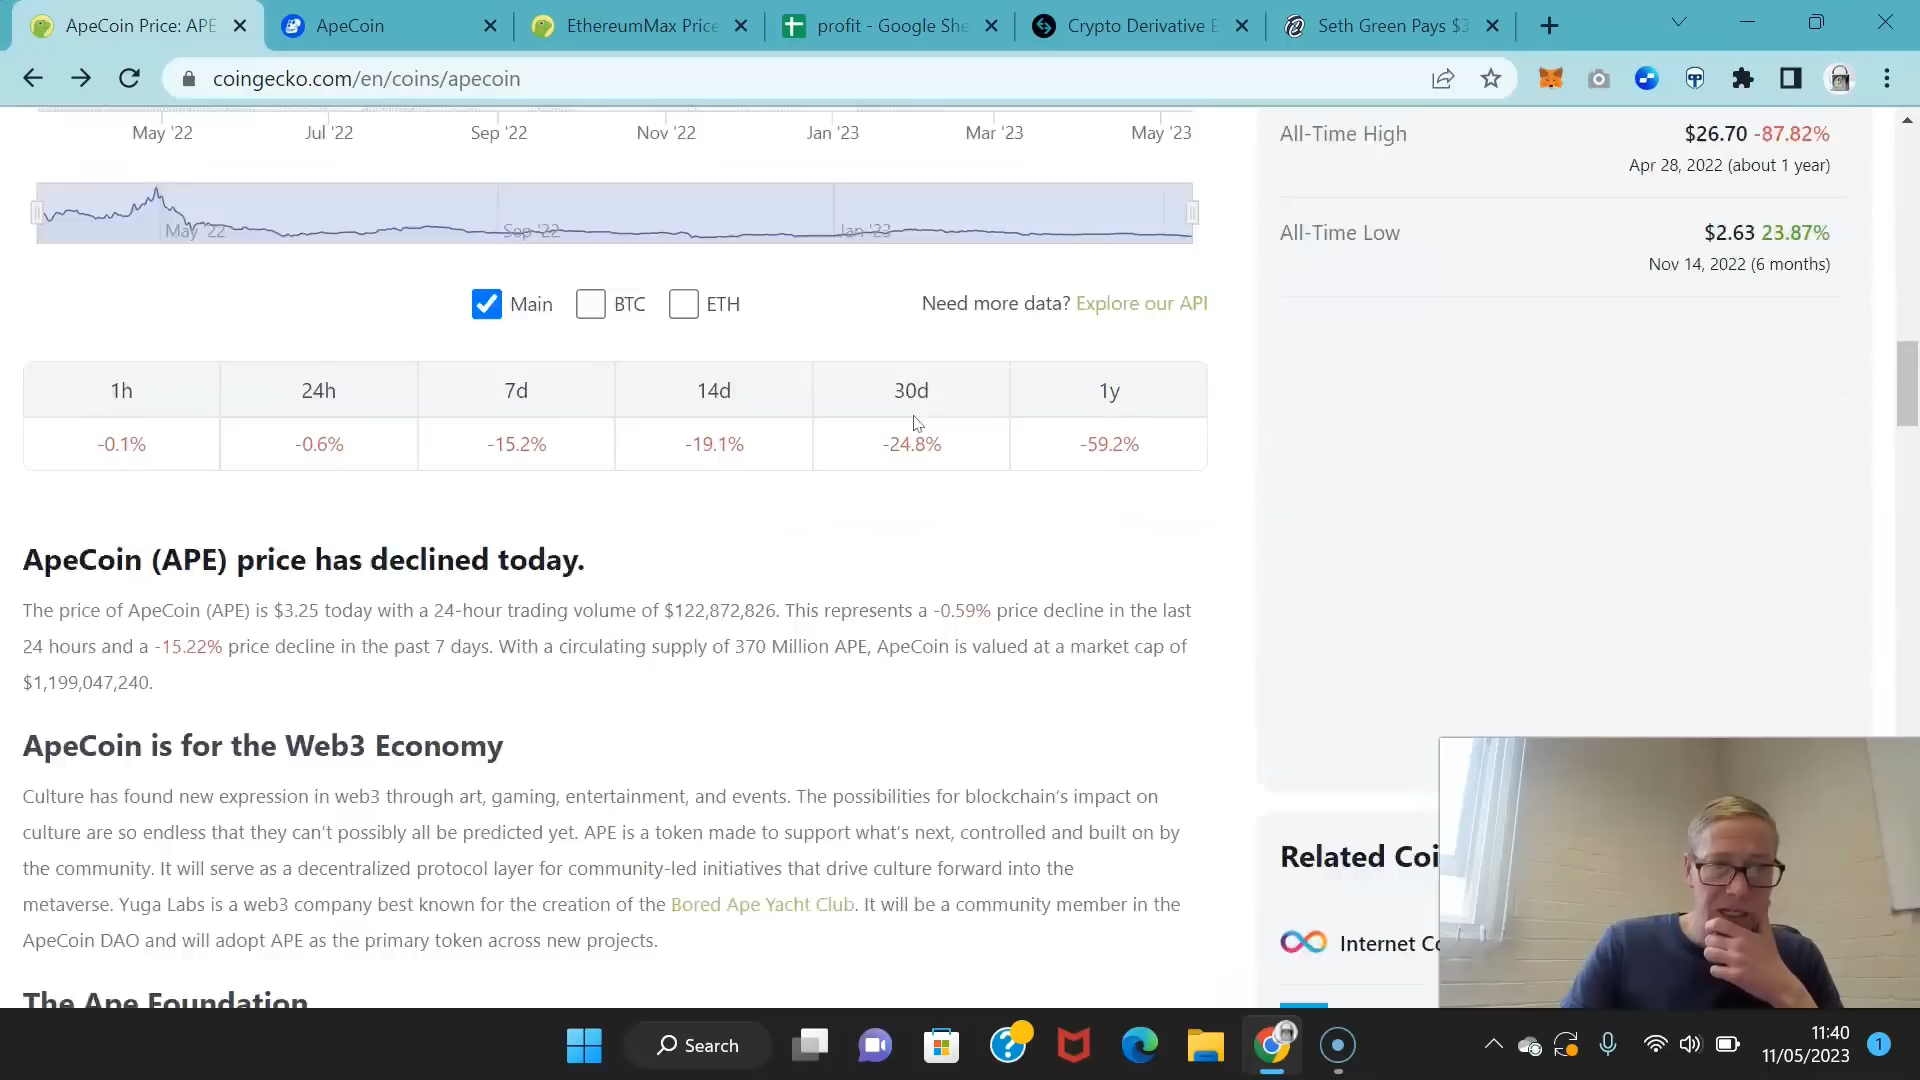 ApeCoin Price: APE
ApeCoin
EthereumMax Price
profit - Google She
Crypto Derivative E
Seth Green Pays $3
coingecko.com/en/coins/apecoin
May '22
Jul '22
Sep '22
Nov '22
Jan '23
Mar '23
May '23
All-Time High
$26.70 -87.82%
Apr 28, 2022 (about 1 year)
May '22
Sep '22
Jan '23
All-Time Low
$2.63 23.87%
Nov 14, 2022 (6 months)
Main
BTC
ETH
Need more data? Explore our API
1h
24h
7d
14d
30d
1y
-0.1%
-0.6%
-15.2%
-19.1%
-24.8%
-59.2%
ApeCoin (APE) price has declined today.
The price of ApeCoin (APE) is $3.25 today with a 24-hour trading volume of $122,872,826. This represents a -0.59% price decline in the last
24 hours and a -15.22% price decline in the past 7 days. With a circulating supply of 370 Million APE, ApeCoin is valued at a market cap of
$1,199,047,240.
ApeCoin is for the Web3 Economy
Culture has found new expression in web3 through art, gaming, entertainment, and events. The possibilities for blockchain's impact on
culture are so endless that they can't possibly all be predicted yet. APE is a token made to support what's next, controlled and built on by
the community. It will serve as a decentralized protocol layer for community-led initiatives that drive culture forward into the
metaverse. Yuga Labs is a web3 company best known for the creation of the Bored Ape Yacht Club. It will be a community member in the
ApeCoin DAO and will adopt APE as the primary token across new projects.
Related Coi
Internet Co
The Ape Foundation
Search
11:40
11/05/2023
1